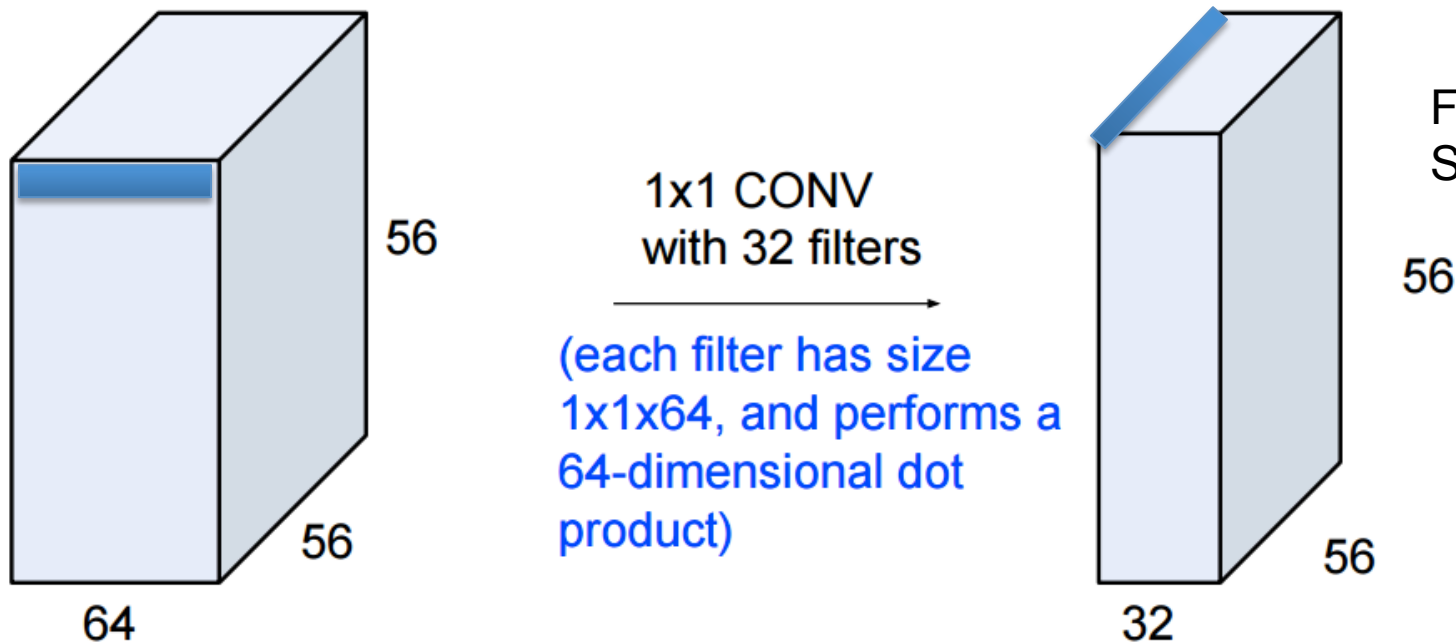 56
56
64
1x1 CONV
with 32 filters
(each filter has size
1x1x64, and performs a
64-dimensional dot
product)
F
S
56
56
32